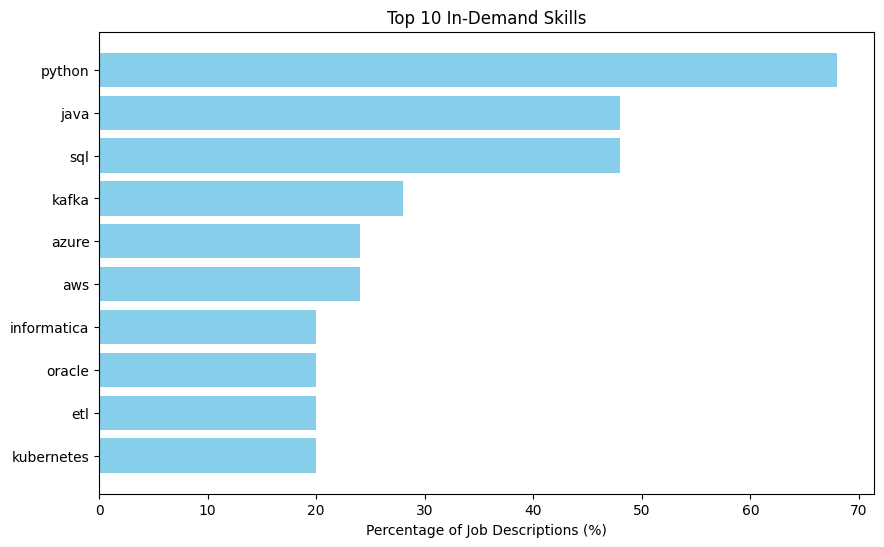 Top 10 In-Demand Skills
python
java
sql
kafka
azure
aws
informatica
oracle
etl
kubernetes
0 10 20 30 40 50 60 70
Percentage of Job Descriptions (%)